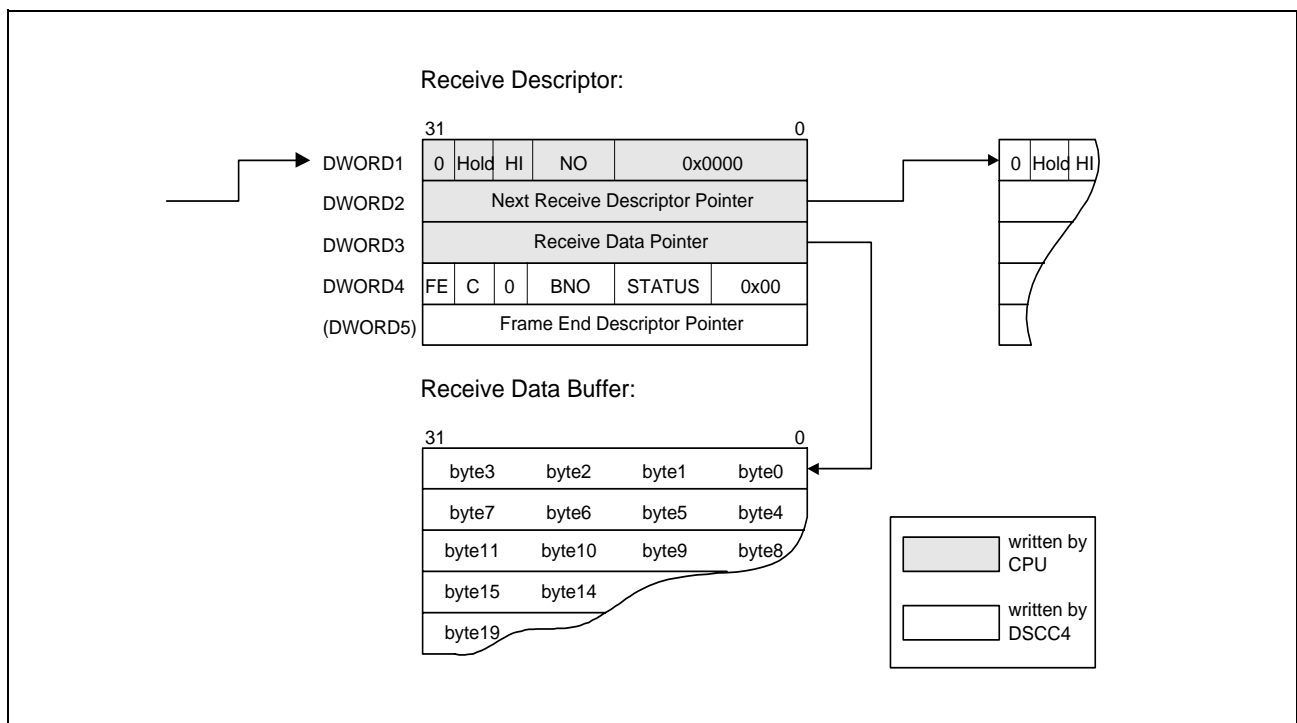 Receive Descriptor:
31 0
DWORD1 0 Hold HI NO 0x0000 0 Hold HI
DWORD2 Next Receive Descriptor Pointer
DWORD3 Receive Data Pointer
DWORD4 FE C 0 BNO STATUS 0x00
(DWORD5) Frame End Descriptor Pointer
Receive Data Buffer:
31 0
byte3 byte2 byte1 byte0
byte7 byte6 byte5 byte4
byte11 byte10 byte9 byte8
byte15 byte14
byte19
written by
CPU
written by
DSCC4